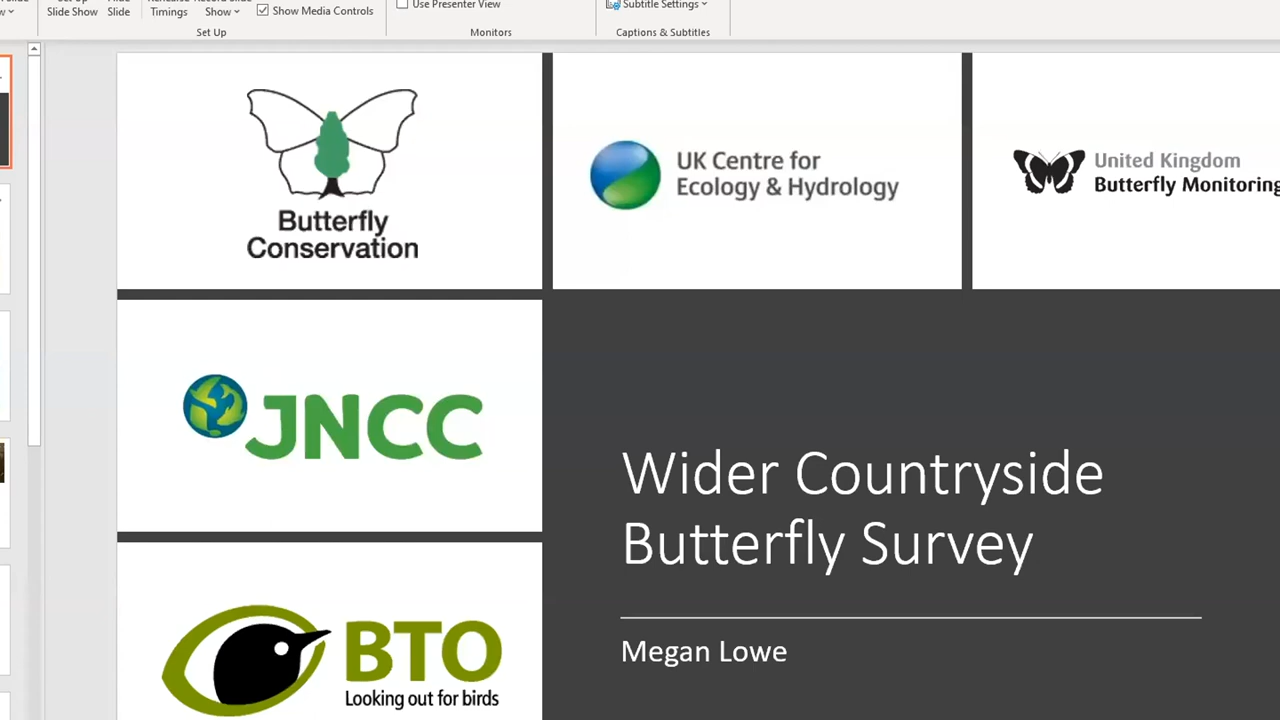 Slide Show
Timings
Show
Slide
Show Media Controls
Use Presenter View
Subtitle Settings
Set Up
Monitors
Captions & Subtitles
Butterfly
Conservation
UK Centre for
Ecology & Hydrology
United Kingdom
Butterfly Monitoring
JNCC
Wider Countryside
Butterfly Survey
Megan Lowe
BTO
Looking out for birds